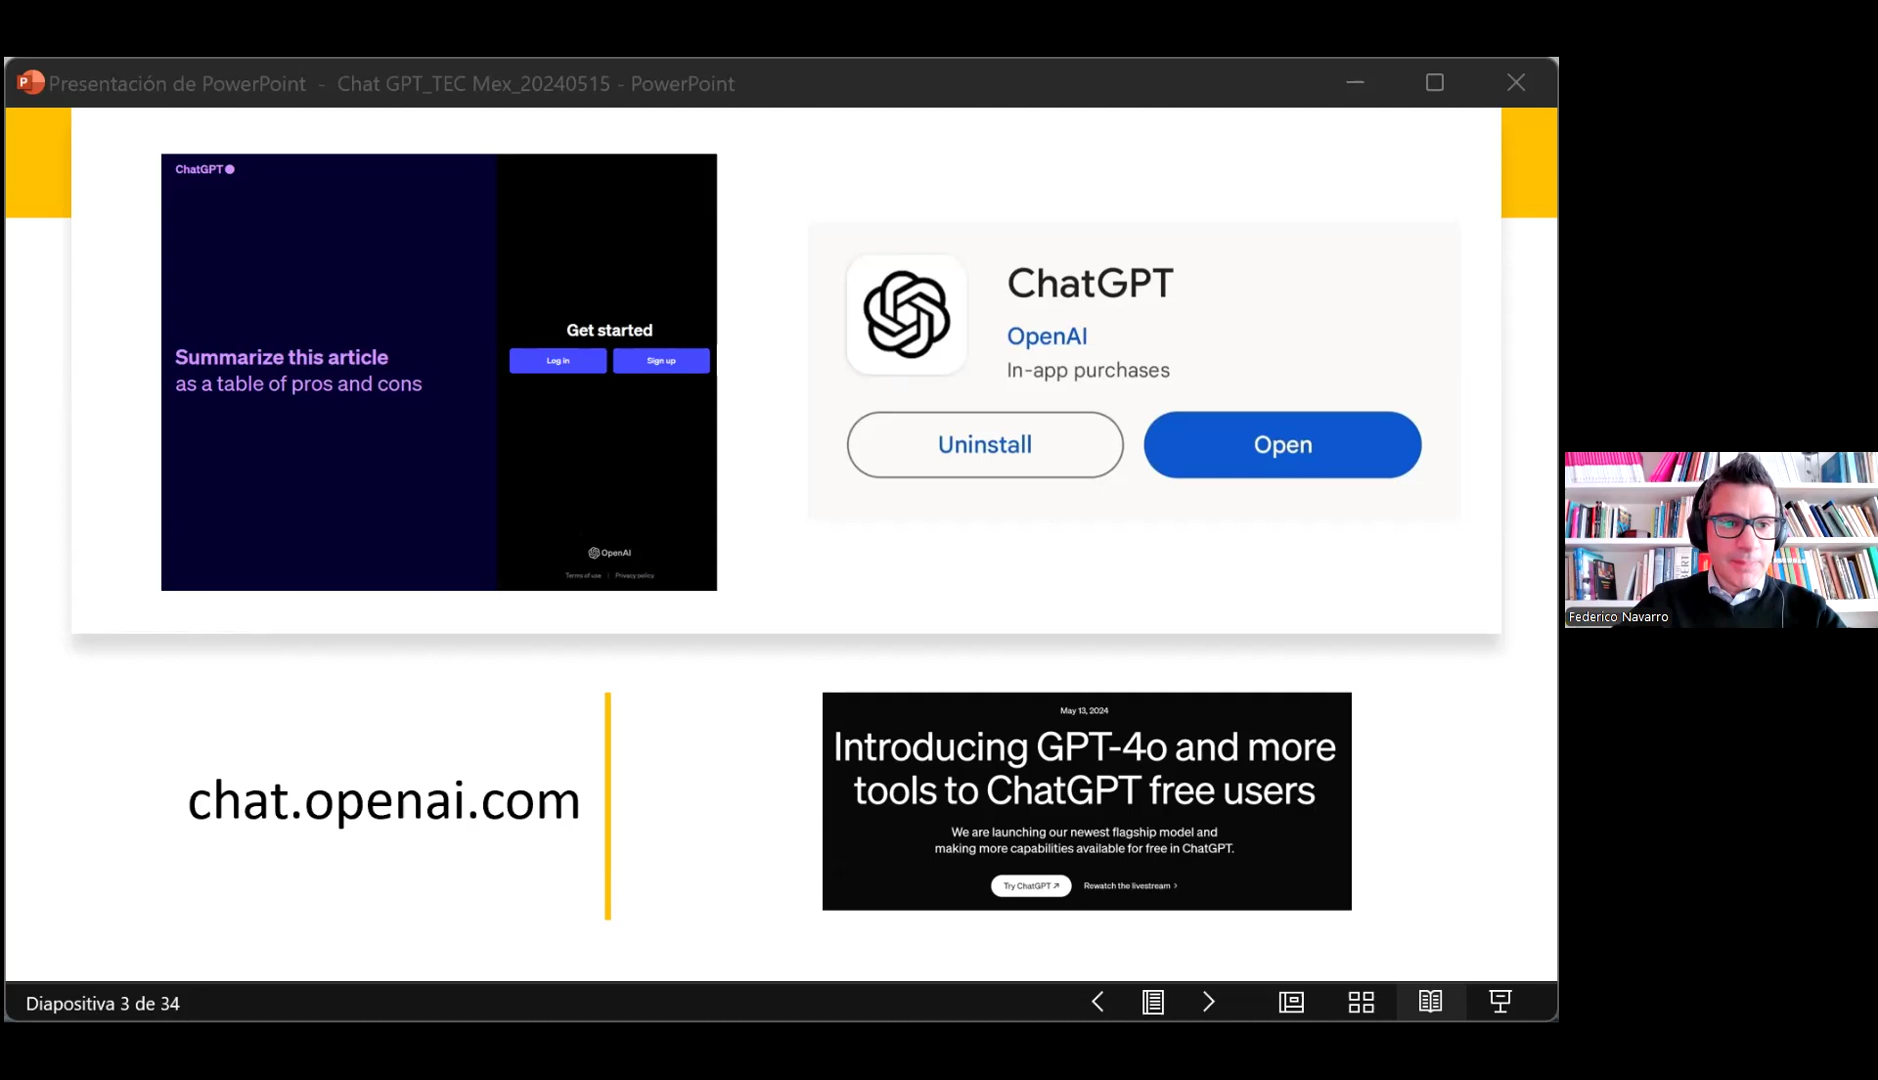 Presentación de PowerPoint - Chat GPT_TEC Mex_20240515 - PowerPoint
ChatGPT
Summarize this article
as a table of pros and cons
Get started
Log in
Sign up
OpenAI
Terms of use | Privacy policy
ChatGPT
OpenAI
In-app purchases
Uninstall
Open
chat.openai.com
May 13, 2024
Introducing GPT-4o and more
tools to ChatGPT free users
We are launching our newest flagship model and
making more capabilities available for free in ChatGPT.
Try ChatGPT ↗
Rewatch the livestream >
Federico Navarro
Diapositiva 3 de 34